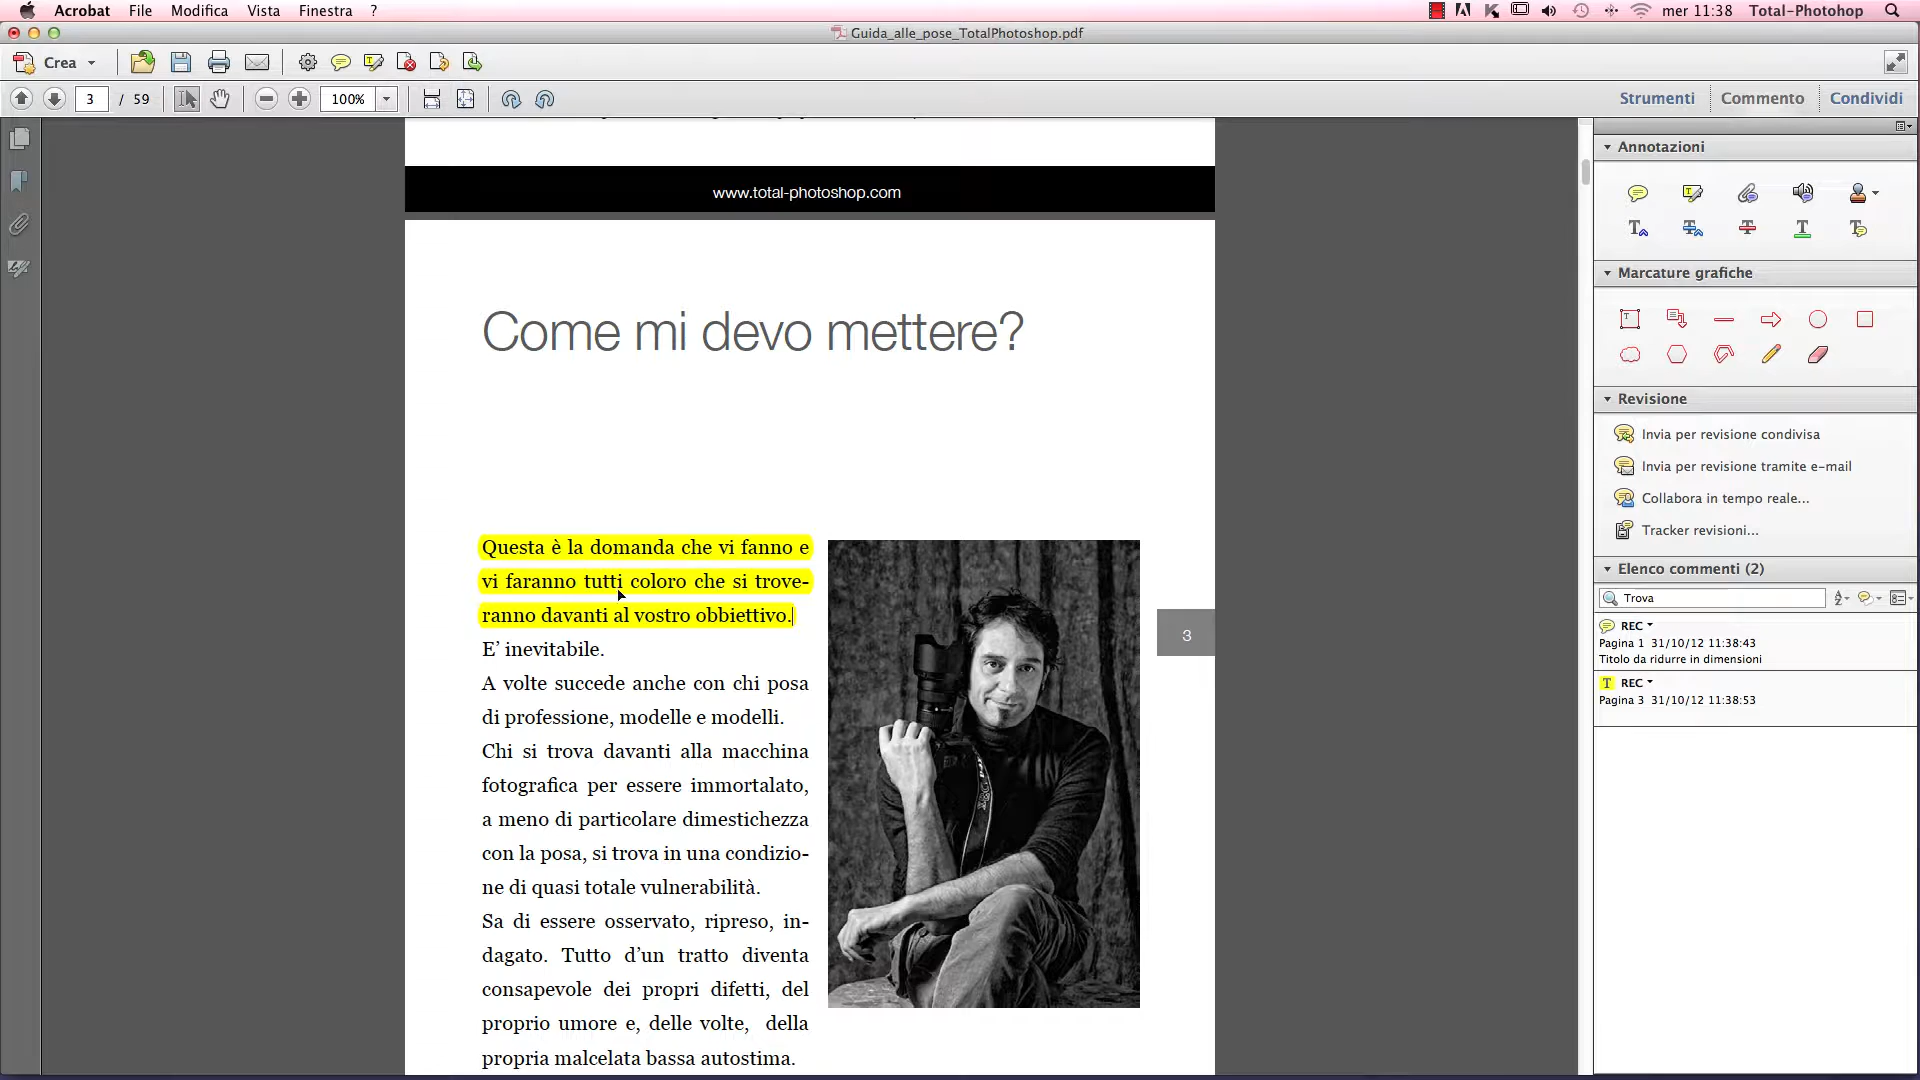 Acrobat File Modifica Vista Finestra ? mer 11:38 Total-Photohop
Guida_alle_pose_TotalPhotoshop.pdf
Crea
3 / 59 100% Strumenti Commento Condividi
www.total-photoshop.com
Come mi devo mettere?
Questa è la domanda che vi fanno e
vi faranno tutti coloro che si trove-
ranno davanti al vostro obbiettivo.
E’ inevitabile.
A volte succede anche con chi posa
di professione, modelle e modelli.
Chi si trova davanti alla macchina
fotografica per essere immortalato,
a meno di particolare dimestichezza
con la posa, si trova in una condizio-
ne di quasi totale vulnerabilità.
Sa di essere osservato, ripreso, in-
dagato. Tutto d’un tratto diventa
consapevole dei propri difetti, del
proprio umore e, delle volte, della
propria malcelata bassa autostima.
3
Annotazioni
Marcature grafiche
Revisione
Invia per revisione condivisa
Invia per revisione tramite e-mail
Collabora in tempo reale...
Tracker revisioni...
Elenco commenti (2)
Trova
REC
Pagina 1 31/10/12 11:38:43
Titolo da ridurre in dimensioni
REC
Pagina 3 31/10/12 11:38:53